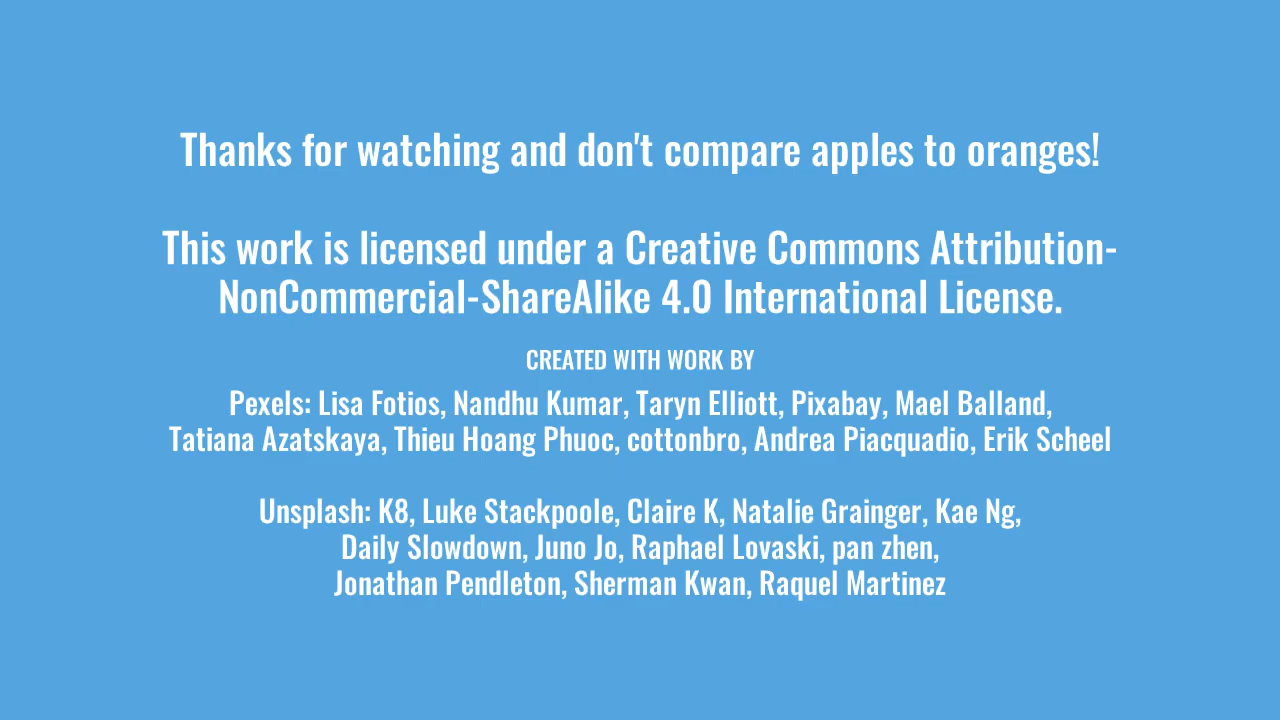 Thanks for watching and don't compare apples to oranges!
This work is licensed under a Creative Commons Attribution-
NonCommercial-ShareAlike 4.0 International License.
CREATED WITH WORK BY
Pexels: Lisa Fotios, Nandhu Kumar, Taryn Elliott, Pixabay, Mael Balland,
Tatiana Azatskaya, Thieu Hoang Phuoc, cottonbro, Andrea Piacquadio, Erik Scheel
Unsplash: K8, Luke Stackpoole, Claire K, Natalie Grainger, Kae Ng,
Daily Slowdown, Juno Jo, Raphael Lovaski, pan zhen,
Jonathan Pendleton, Sherman Kwan, Raquel Martinez